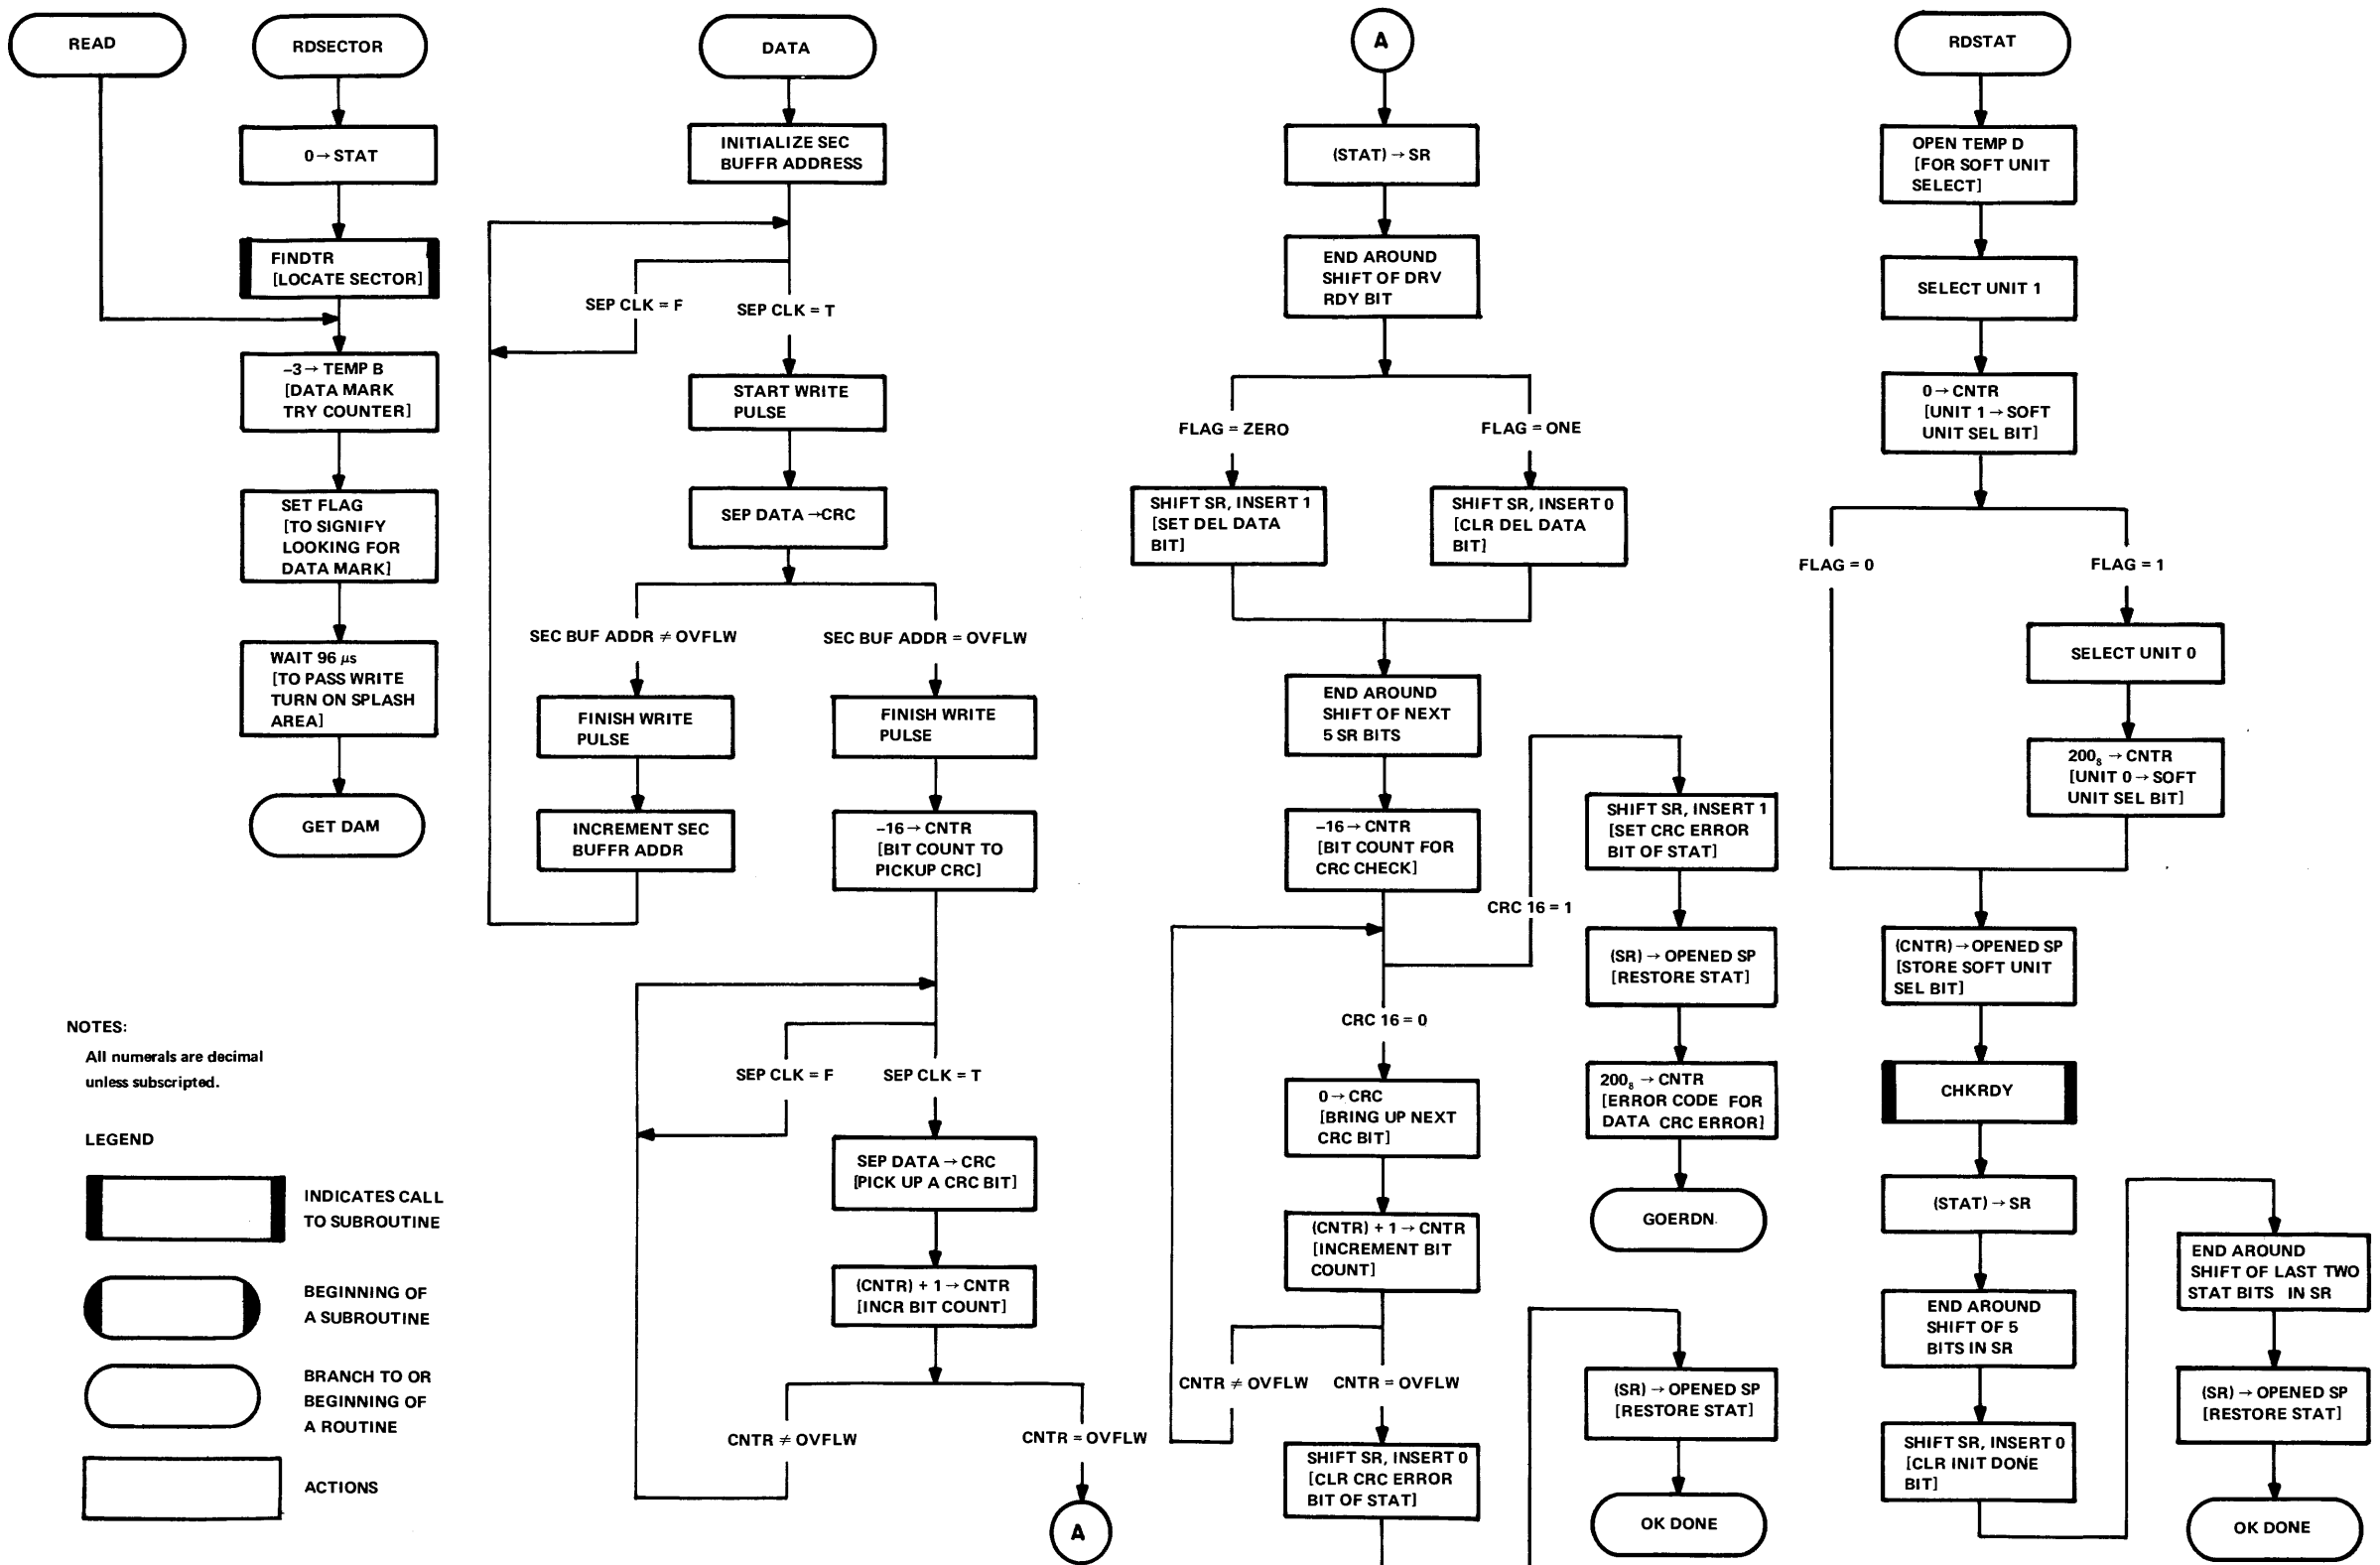 READ
RDSECTOR
0→STAT
FINDTR
[LOCATE SECTOR]
–3→TEMP B
[DATA MARK
TRY COUNTER]
SET FLAG
[TO SIGNIFY
LOOKING FOR
DATA MARK]
WAIT 96 μs
[TO PASS WRITE
TURN ON SPLASH
AREA]
GET DAM
NOTES:
All numerals are decimal
unless subscripted.
LEGEND
INDICATES CALL
TO SUBROUTINE
BEGINNING OF
A SUBROUTINE
BRANCH TO OR
BEGINNING OF
A ROUTINE
ACTIONS
DATA
INITIALIZE SEC
BUFFR ADDRESS
SEP CLK = F
SEP CLK = T
START WRITE
PULSE
SEP DATA →CRC
SEC BUF ADDR ≠ OVFLW
SEC BUF ADDR = OVFLW
FINISH WRITE
PULSE
INCREMENT SEC
BUFFR ADDR
FINISH WRITE
PULSE
–16→CNTR
[BIT COUNT TO
PICKUP CRC]
SEP CLK = F
SEP CLK = T
SEP DATA→CRC
[PICK UP A CRC BIT]
(CNTR) + 1→CNTR
[INCR BIT COUNT]
CNTR ≠ OVFLW
CNTR = OVFLW
A
A
(STAT)→SR
END AROUND
SHIFT OF DRV
RDY BIT
FLAG = ZERO
FLAG = ONE
SHIFT SR, INSERT 1
[SET DEL DATA
BIT]
SHIFT SR, INSERT 0
[CLR DEL DATA
BIT]
END AROUND
SHIFT OF NEXT
5 SR BITS
–16→CNTR
[BIT COUNT FOR
CRC CHECK]
CRC 16 = 1
CRC 16 = 0
0→CRC
[BRING UP NEXT
CRC BIT]
(CNTR) + 1→CNTR
[INCREMENT BIT
COUNT]
CNTR ≠ OVFLW
CNTR = OVFLW
SHIFT SR, INSERT 0
[CLR CRC ERROR
BIT OF STAT]
SHIFT SR, INSERT 1
[SET CRC ERROR
BIT OF STAT]
(SR)→OPENED SP
[RESTORE STAT]
200₈→CNTR
[ERROR CODE FOR
DATA CRC ERROR]
GOERDN
(SR)→OPENED SP
[RESTORE STAT]
OK DONE
RDSTAT
OPEN TEMP D
[FOR SOFT UNIT
SELECT]
SELECT UNIT 1
0→CNTR
[UNIT 1→SOFT
UNIT SEL BIT]
FLAG = 0
FLAG = 1
SELECT UNIT 0
200₈→CNTR
[UNIT 0→SOFT
UNIT SEL BIT]
(CNTR)→OPENED SP
[STORE SOFT UNIT
SEL BIT]
CHKRDY
(STAT)→SR
END AROUND
SHIFT OF 5
BITS IN SR
SHIFT SR, INSERT 0
[CLR INIT DONE
BIT]
END AROUND
SHIFT OF LAST TWO
STAT BITS IN SR
(SR)→OPENED SP
[RESTORE STAT]
OK DONE